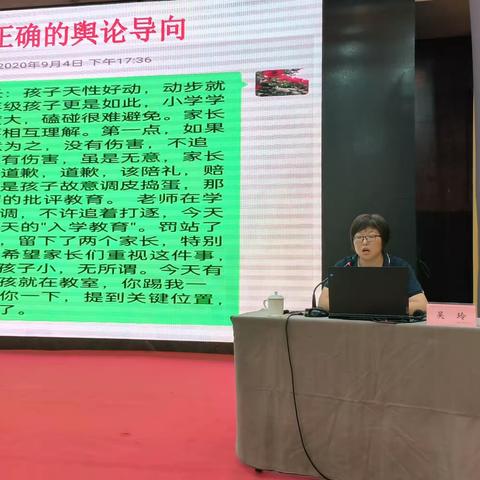 正确的舆论导向
2020年9月4日 下午17:36
：孩子天性好动，动步就
级孩子更是如此，小学学
大，磕碰很难避免。家长
相互理解。第一点，如果
为之，没有伤害，不追
有伤害，虽是无意，家长
道歉，道歉，该陪礼，赔
是孩子故意调皮捣蛋，那
的批评教育。 老师在学
调，不许追着打逐，今天
天的"入学教育"。罚站了
，留下了两个家长，特别
希望家长们重视这件事，
孩子小，无所谓。今天有
孩就在教室，你踢我一
你一下，提到关键位置，
了。
吴 玲